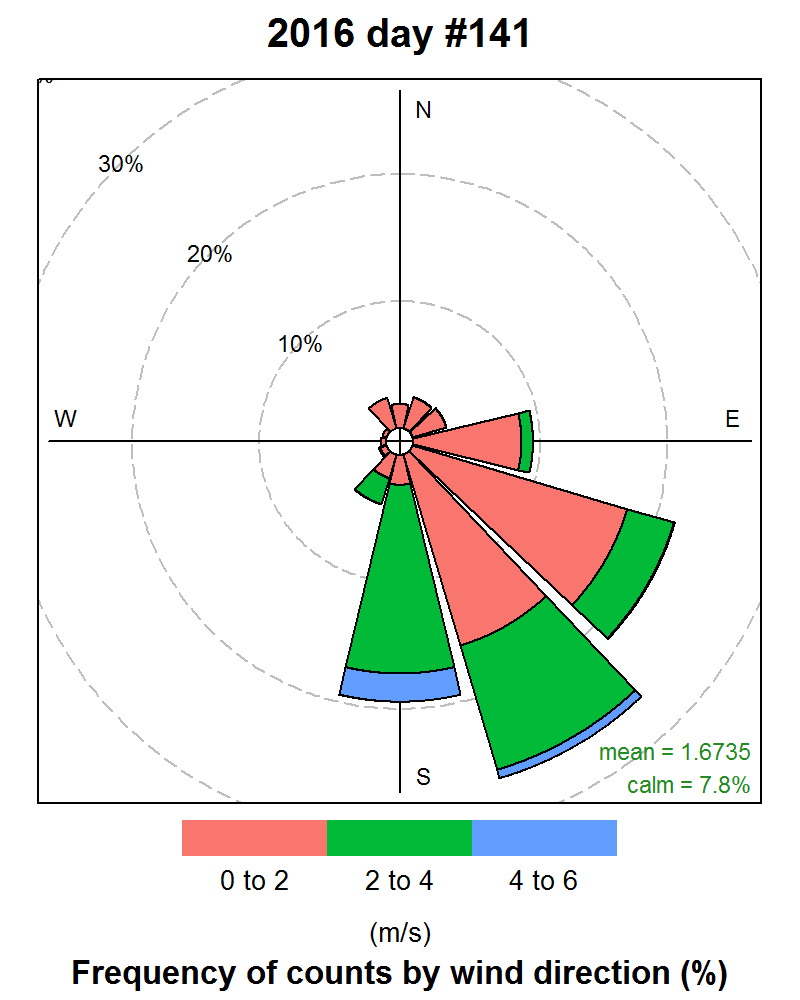 2016 day #141
N
30%
20%
10%
W
E
mean = 1.6735
S
calm = 7.8%
0 to 2
2 to 4
4 to 6
(m/s)
Frequency of counts by wind direction (%)